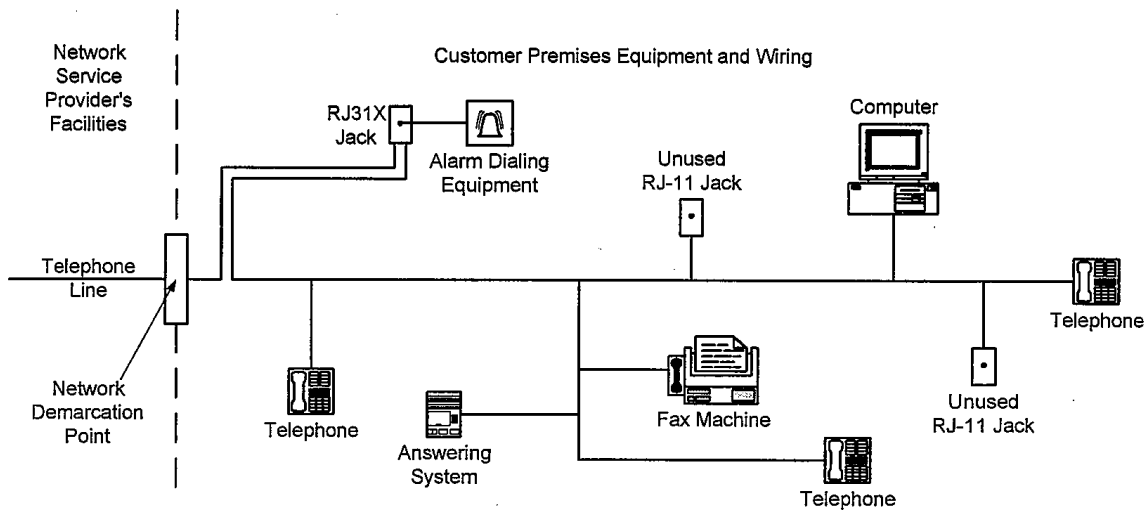 Network
Service
Provider's
Facilities
Customer Premises Equipment and Wiring
RJ31X
Jack
Alarm Dialing
Equipment
Unused
RJ-11 Jack
Computer
Telephone
Line
Network
Demarcation
Point
Telephone
Answering
System
Fax Machine
Telephone
Unused
RJ-11 Jack
Telephone